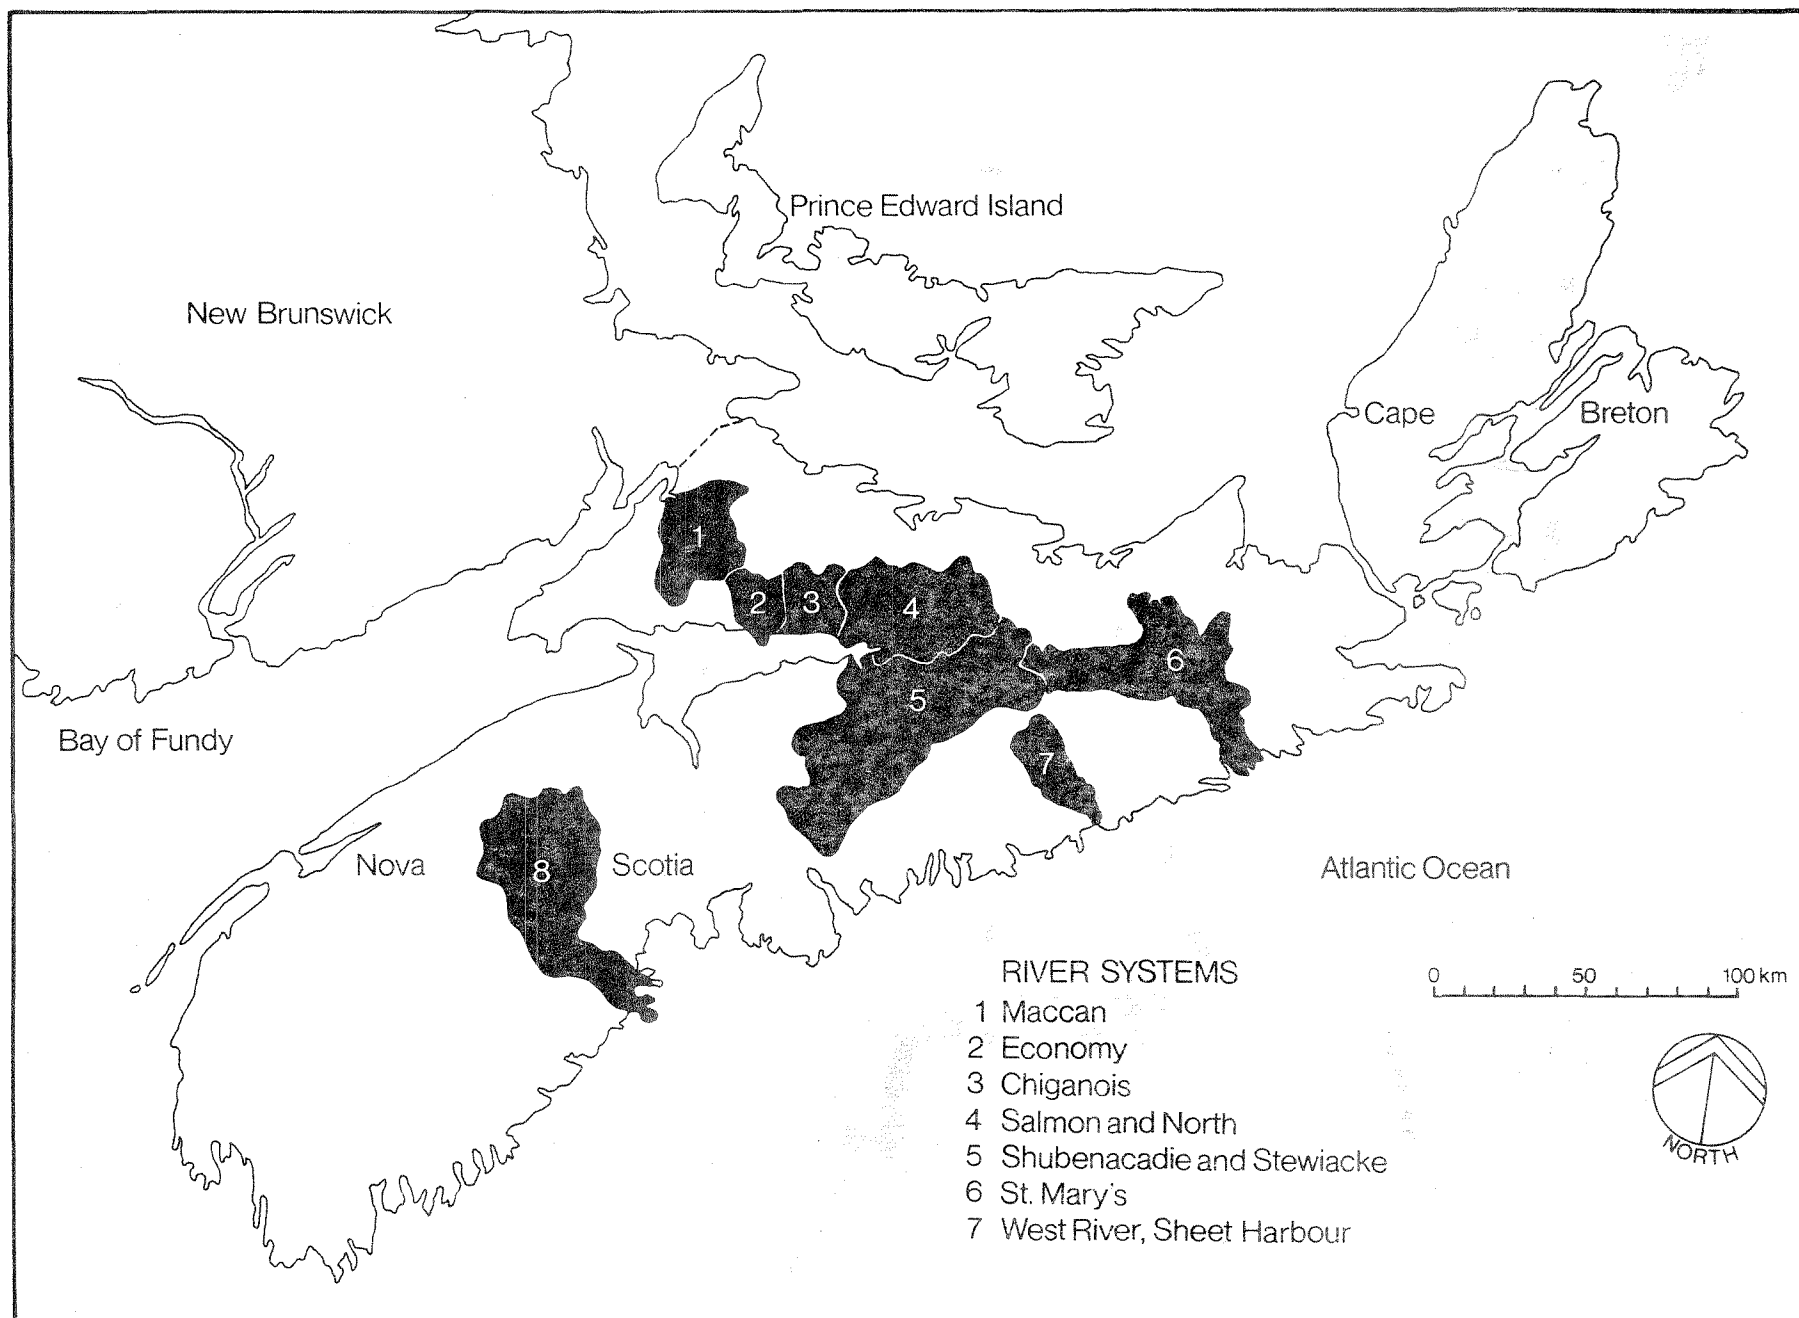 Prince Edward Island
New Brunswick
Cape Breton
1
2 3 4
6
5
Bay of Fundy
7
8
Nova Scotia
Atlantic Ocean
RIVER SYSTEMS
1 Maccan
2 Economy
3 Chiganois
4 Salmon and North
5 Shubenacadie and Stewiacke
6 St. Mary's
7 West River, Sheet Harbour
0 50 100 km
NORTH